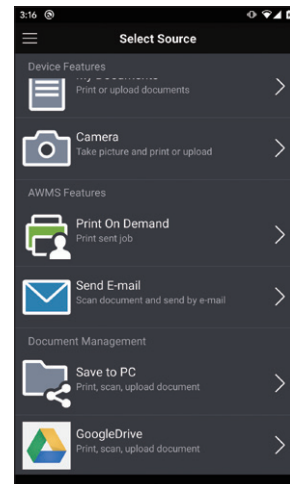 3:16
Select Source
Device Features
My Documents
Print or upload documents
Camera
Take picture and print or upload
AWMS Features
Print On Demand
Print sent job
Send E-mail
Scan document and send by e-mail
Document Management
Save to PC
Print, scan, upload document
GoogleDrive
Print, scan, upload document